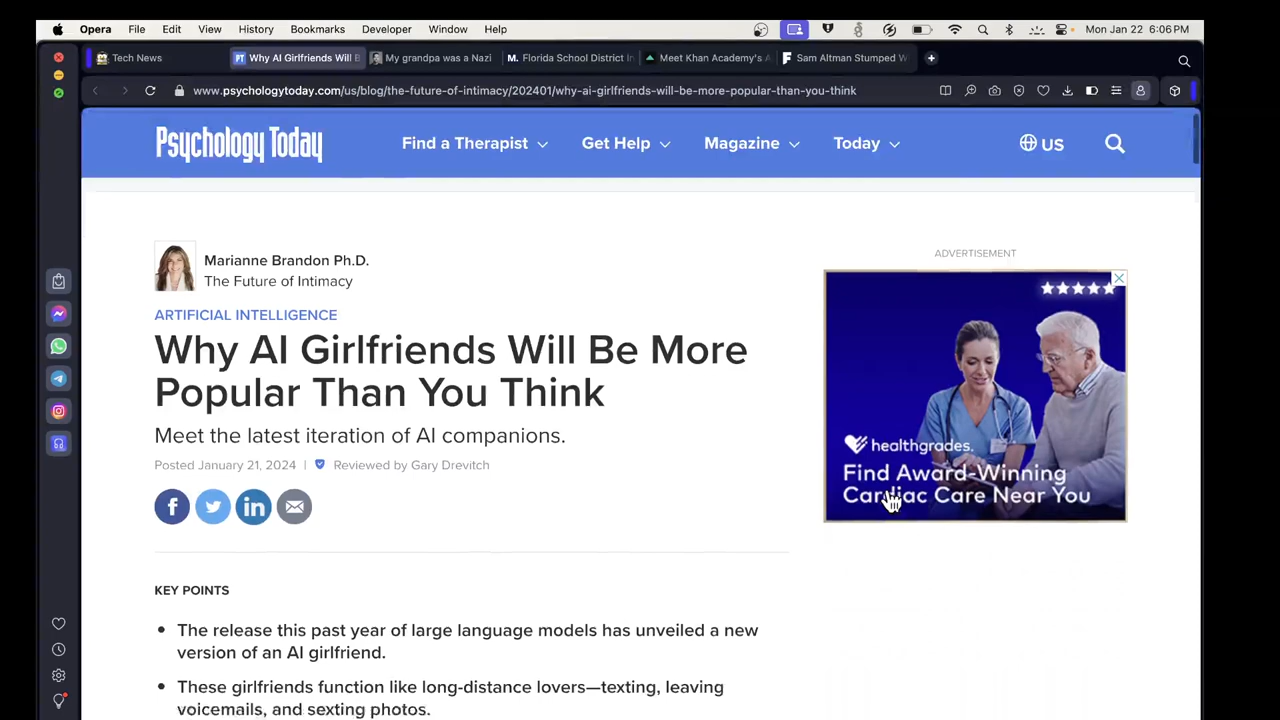 Opera File Edit View History Bookmarks Developer Window Help Mon Jan 22 6:06 PM
Tech News Why AI Girlfriends Will B My grandpa was a Nazi M. Florida School District In Meet Khan Academy's A Sam Altman Stumped W
www.psychologytoday.com/us/blog/the-future-of-intimacy/202401/why-ai-girlfriends-will-be-more-popular-than-you-think
Psychology Today Find a Therapist Get Help Magazine Today US
ADVERTISEMENT
Marianne Brandon Ph.D.
The Future of Intimacy
ARTIFICIAL INTELLIGENCE
Why AI Girlfriends Will Be More
Popular Than You Think
Meet the latest iteration of AI companions.
Posted January 21, 2024 | Reviewed by Gary Drevitch
f in
healthgrades.
Find Award-Winning
Cardiac Care Near You
KEY POINTS
• The release this past year of large language models has unveiled a new
version of an AI girlfriend.
• These girlfriends function like long-distance lovers—texting, leaving
voicemails, and sexting photos.